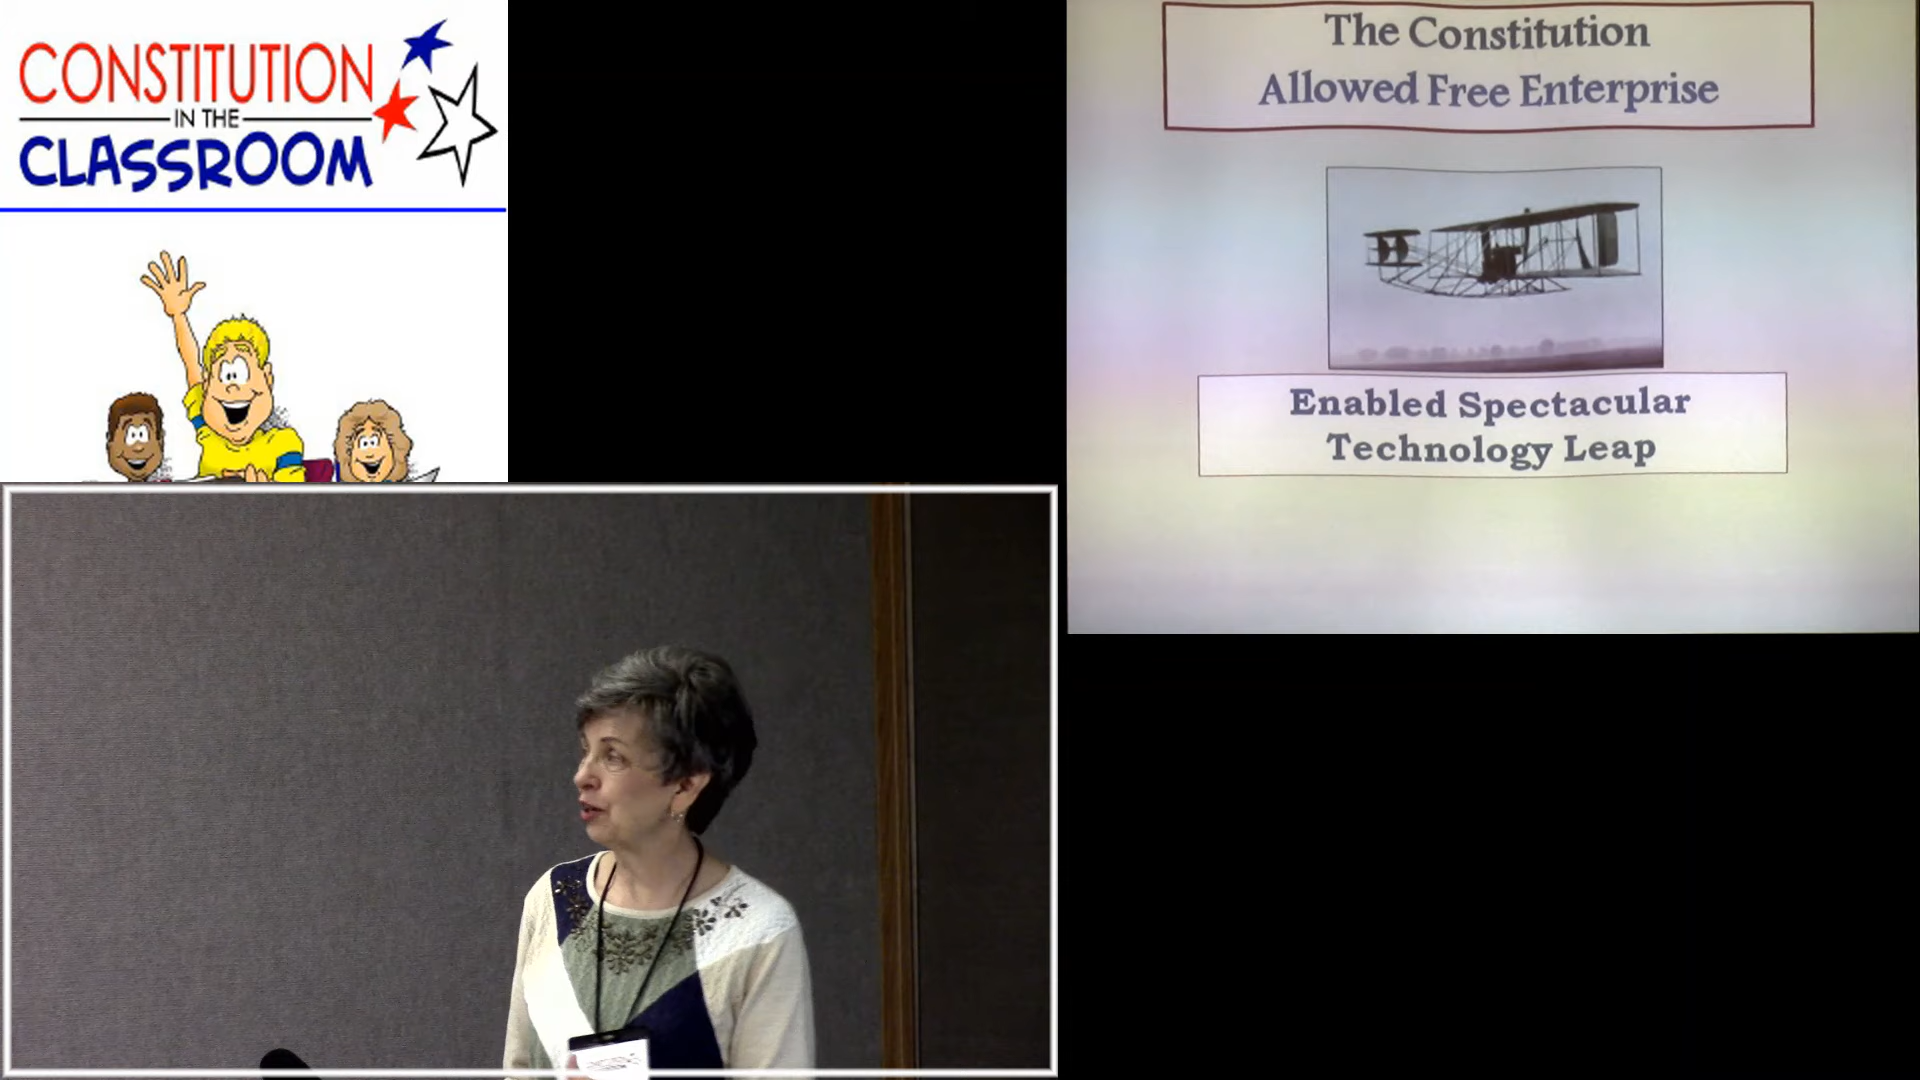 CONSTITUTION
IN THE
CLASSROOM
The Constitution
Allowed Free Enterprise
Enabled Spectacular
Technology Leap